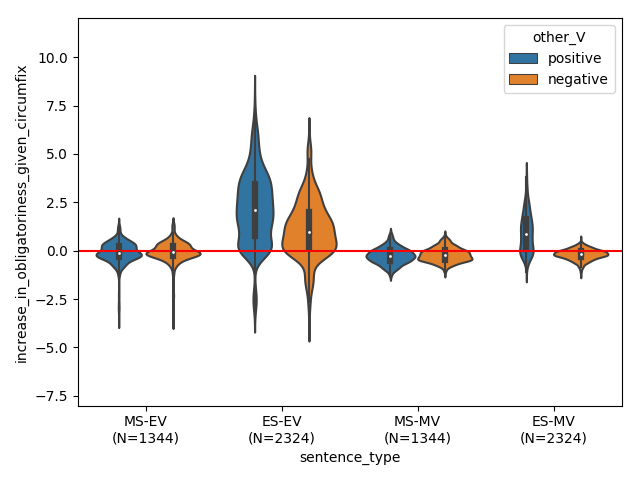 other_V
positive
negative
10.0
7.5
5.0
2.5
0.0
−2.5
−5.0
−7.5
increase_in_obligatoriness_given_circumfix
MS-EV
(N=1344)
ES-EV
(N=2324)
MS-MV
(N=1344)
ES-MV
(N=2324)
sentence_type